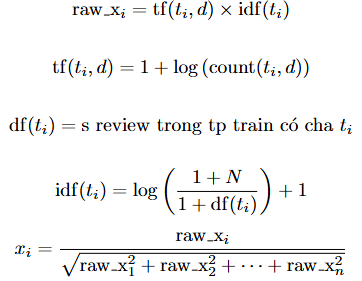 raw_x_i = tf(t_i, d) × idf(t_i)
tf(t_i, d) = 1 + log (count(t_i, d))
df(t_i) = s review trong tp train có cha t_i
idf(t_i) = log ( (1 + N) / (1 + df(t_i)) ) + 1
x_i = raw_x_i / √(raw_x_1^2 + raw_x_2^2 + ⋯ + raw_x_n^2)